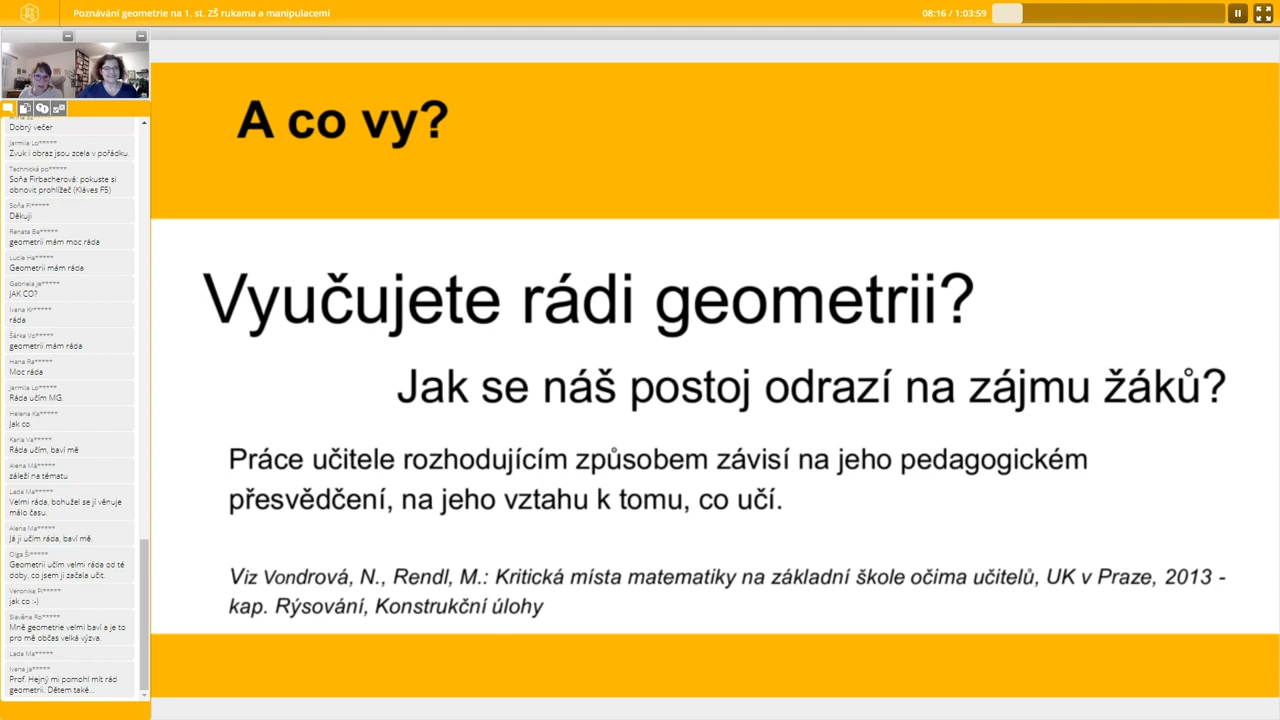 Poznávání geometrie na 1. st. ZŠ rukama a manipulacemi
08:16 / 1:03:59
Dobrý večer
Jarmila Lo*****
Zvuk i obraz jsou zcela v pořádku.
Technická po*****
Soňa Firbacherová: pokuste si
obnovit prohlížeč (Kláves F5)
Soňa Fi*****
Děkuji
Renata Ba*****
geometrii mám moc ráda
Lucie Ha*****
Geometrii mám ráda
Gabriela Ja*****
JAK CO?
Ivana Kr*****
ráda
Šárka Vo*****
geometrii mám ráda
Hana Ra*****
Moc ráda
Jarmila Lo*****
Ráda učím MG.
Helena Ka*****
Jak co
Karla Va*****
Ráda učím, baví mě
Alena Má*****
záleží na tématu
Lada Ma*****
Velmi ráda, bohužel se jí věnuje
málo času.
Alena Ma*****
Já ji učím ráda, baví mě.
Olga Ši*****
Geometrii učím velmi ráda od té
doby, co jsem ji začala učit.
Veronika Pl*****
jak co :-)
Slavěna Ro*****
Mně geometrie velmi baví a je to
pro mě občas velká výzva.
Lada Ma*****
Ivana Ja*****
Prof. Hejný mi pomohl mít rád
geometrii. Dětem také...
A co vy?
Vyučujete rádi geometrii?
Jak se náš postoj odrazí na zájmu žáků?
Práce učitele rozhodujícím způsobem závisí na jeho pedagogickém
přesvědčení, na jeho vztahu k tomu, co učí.
Viz Vondrová, N., Rendl, M.: Kritická místa matematiky na základní škole očima učitelů, UK v Praze, 2013 -
kap. Rýsování, Konstrukční úlohy